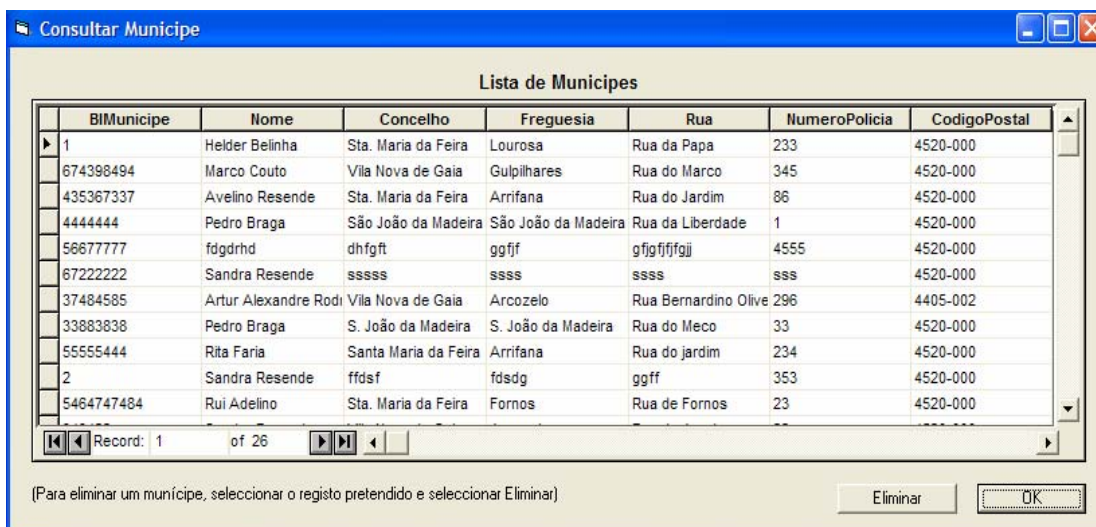 Consultar Municipe
Lista de Municipes
BIMunicipe Nome Concelho Freguesia Rua NumeroPolicia CodigoPostal
1 Helder Belinha Sta. Maria da Feira Lourosa Rua da Papa 233 4520-000
674398494 Marco Couto Vila Nova de Gaia Gulpilhares Rua do Marco 345 4520-000
435367337 Avelino Resende Sta. Maria da Feira Arrifana Rua do Jardim 86 4520-000
4444444 Pedro Braga São João da Madeira São João da Madeira Rua da Liberdade 1 4520-000
56677777 fdgdrhd dhfgft ggfjf gfjgfjfjfgjj 4555 4520-000
67222222 Sandra Resende sssss ssss ssss sss 4520-000
37484585 Artur Alexandre Rodr Vila Nova de Gaia Arcozelo Rua Bernardino Olive 296 4405-002
33883838 Pedro Braga S. João da Madeira S. João da Madeira Rua do Meco 33 4520-000
55555444 Rita Faria Santa Maria da Feira Arrifana Rua do jardim 234 4520-000
2 Sandra Resende ffdsf fdsdg ggff 353 4520-000
5464747484 Rui Adelino Sta. Maria da Feira Fornos Rua de Fornos 23 4520-000
Record: 1 of 26
(Para eliminar um munícipe, seleccionar o registo pretendido e seleccionar Eliminar)
Eliminar OK